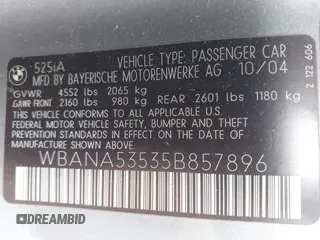 525iA
VEHICLE TYPE: PASSENGER CAR
MFD BY BAYERISCHE MOTORENWERKE AG 10/04
GVWR 4552 lbs 2065 kg
GAWR FRONT 2160 lbs 980 kg REAR 2601 lbs 1180 kg
THIS VEHICLE CONFORMS TO ALL APPLICABLE U.S. FEDERAL
MOTOR VEHICLE SAFETY, BUMPER, AND THEFT PREVENTION
STANDARDS IN EFFECT ON THE DATE OF MANUFACTURE SHOWN ABOVE.
WBANA53535B857896
2 122 606
DREAMBID